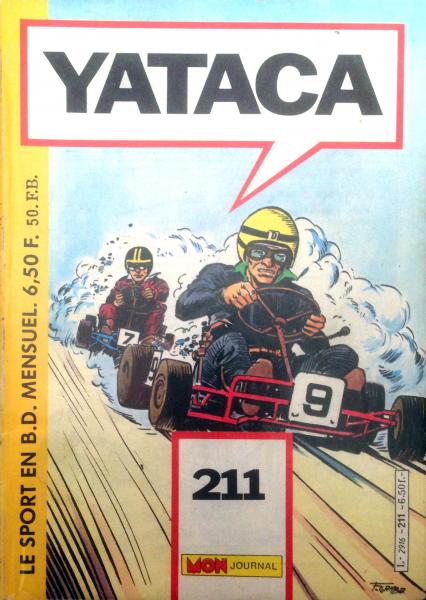 YATACA
LE SPORT EN B.D. MENSUEL. 6,50 F. 50. F.B.
7
9
211
MON JOURNAL
L - 2916 - 211 - 6-50 f. -